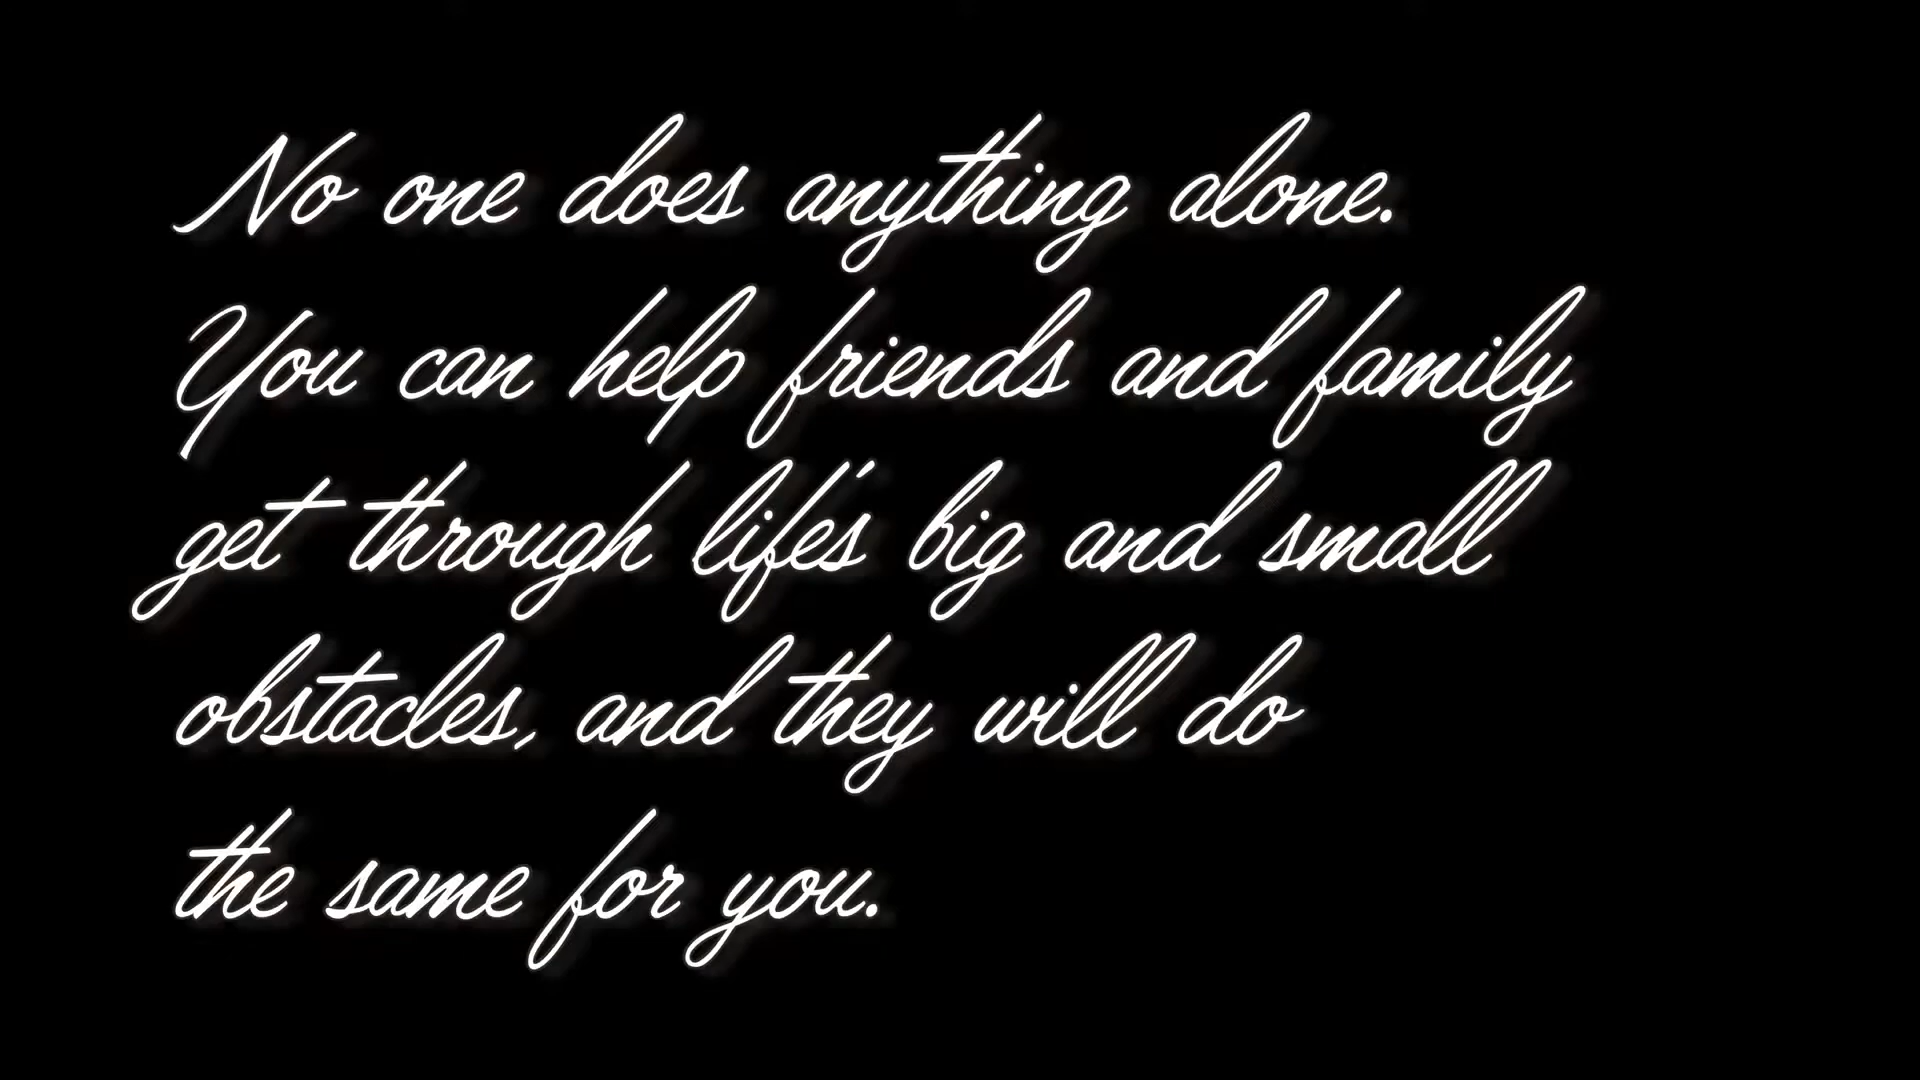 No one does anything alone.
You can help friends and family
get through life's big and small
obstacles, and they will do
the same for you.